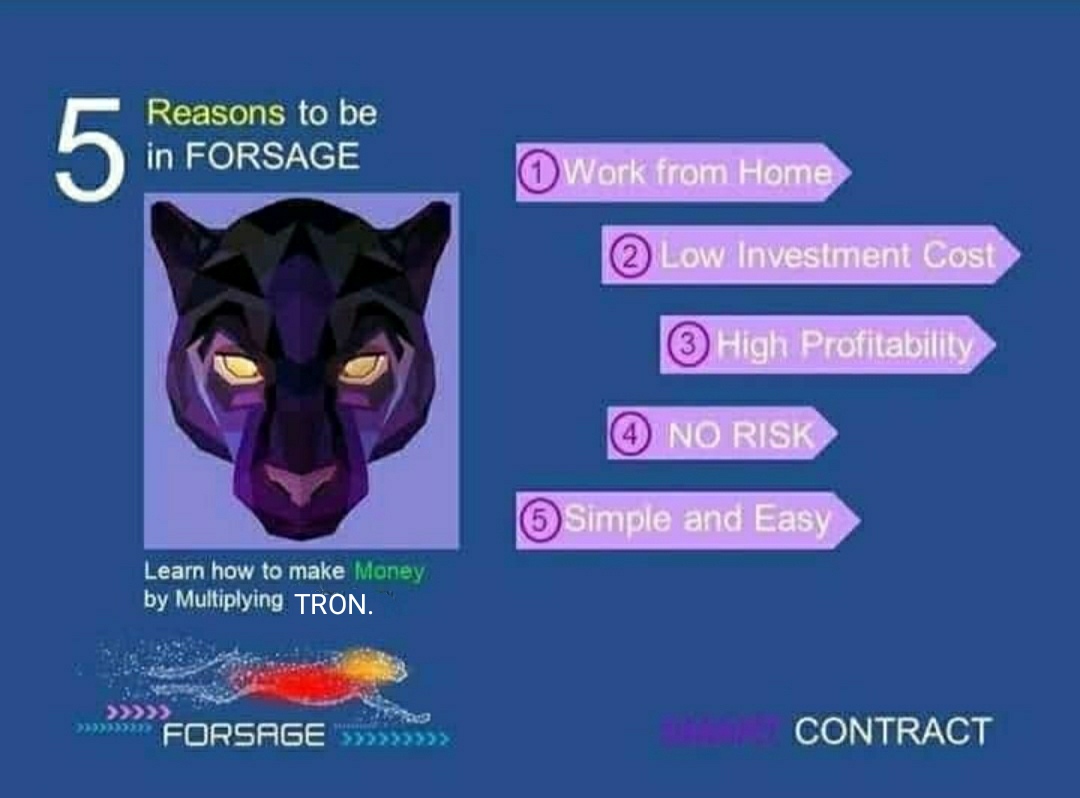 5 Reasons to be
in FORSAGE
1 Work from Home
2 Low Investment Cost
3 High Profitability
4 NO RISK
5 Simple and Easy
Learn how to make Money
by Multiplying TRON.
FORSAGE
SMART CONTRACT